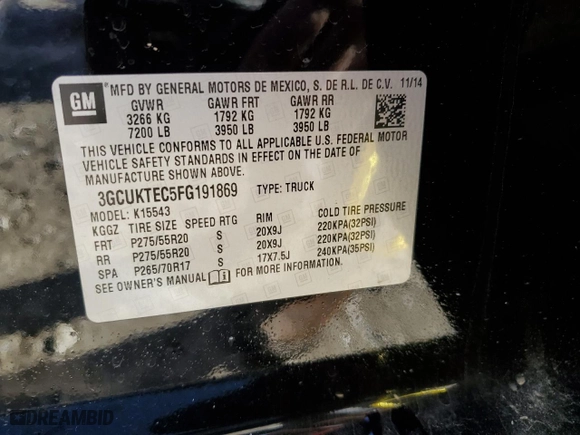 GM
MFD BY GENERAL MOTORS DE MEXICO, S. DE R.L. DE C.V. 11/14
GVWR GAWR FRT GAWR RR
3266 KG 1792 KG 1792 KG
7200 LB 3950 LB 3950 LB
THIS VEHICLE CONFORMS TO ALL APPLICABLE U.S. FEDERAL MOTOR
VEHICLE SAFETY STANDARDS IN EFFECT ON THE DATE OF
MANUFACTURE SHOWN ABOVE.
3GCUKTEC5FG191869 TYPE: TRUCK
MODEL: K15543
KGGZ TIRE SIZE SPEED RTG RIM COLD TIRE PRESSURE
FRT P275/55R20 S 20X9J 220KPA(32PSI)
RR P275/55R20 S 20X9J 220KPA(32PSI)
SPA P265/70R17 S 17X7.5J 240KPA(35PSI)
SEE OWNER'S MANUAL FOR MORE INFORMATION.
DREAMBID